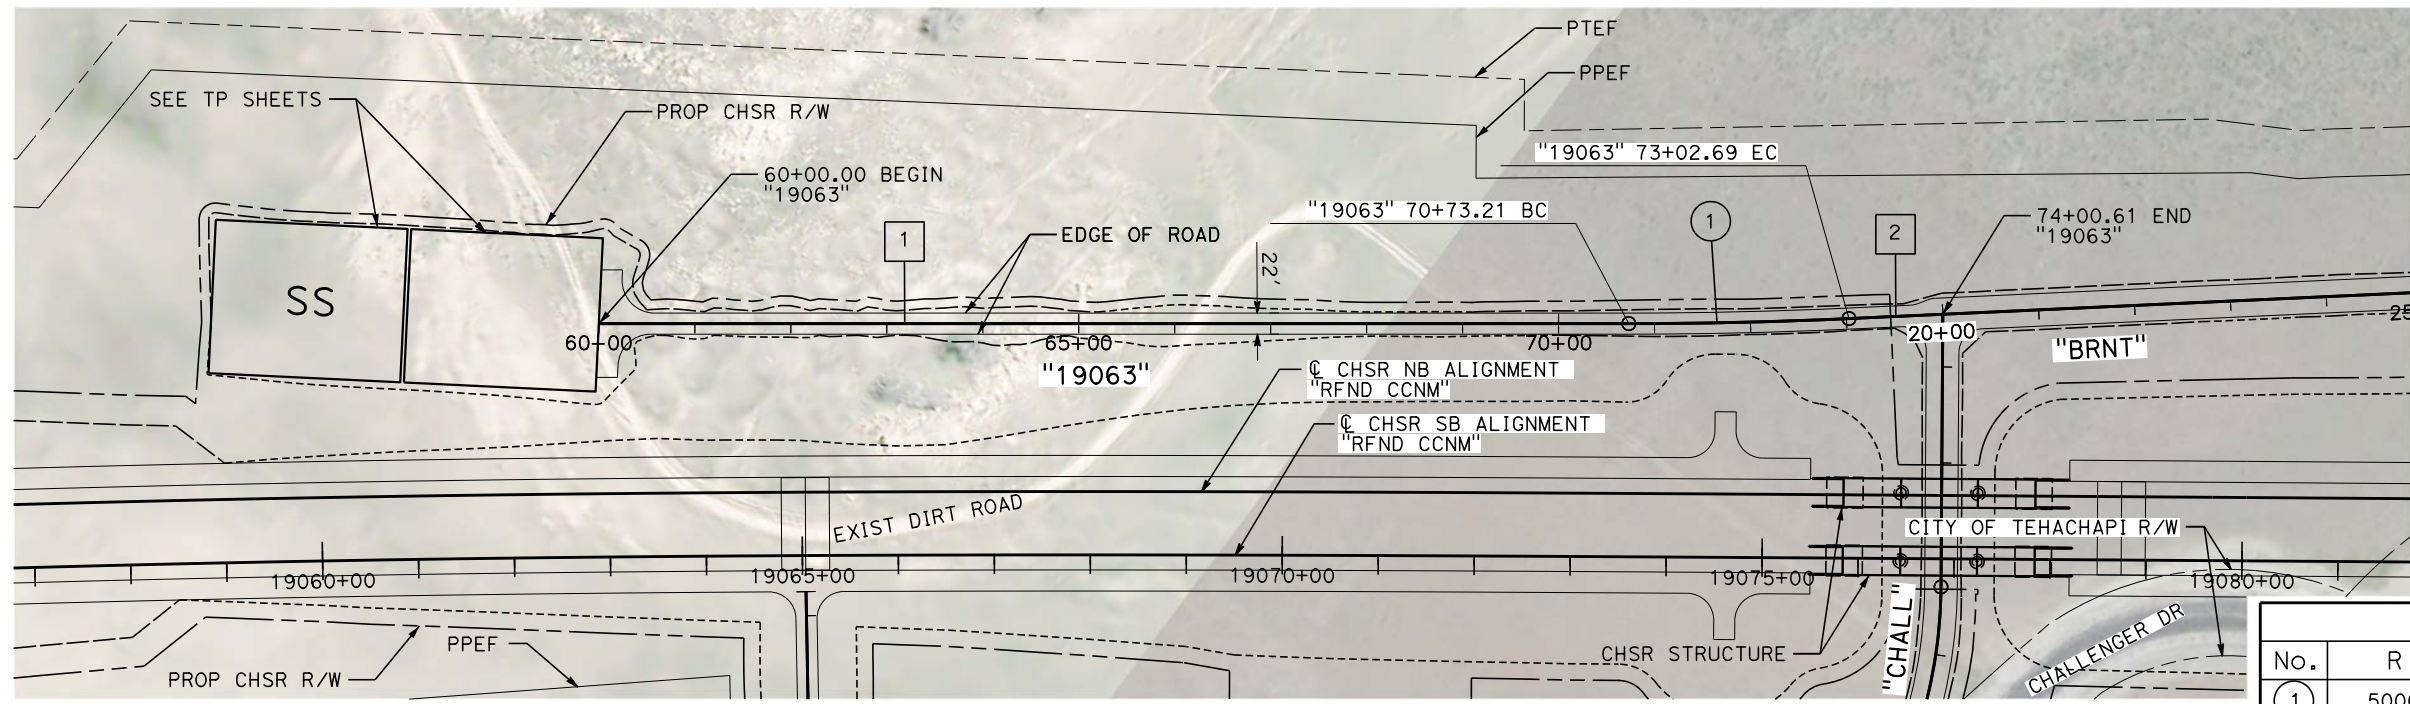 PTEF
PPEF
SEE TP SHEETS
PROP CHSR R/W
"19063" 73+02.69 EC
60+00.00 BEGIN
"19063"
"19063" 70+73.21 BC
1
1
2
74+00.61 END
"19063"
EDGE OF ROAD
22'
SS
60+00
65+00
70+00
20+00
25
"19063"
"BRNT"
℄ CHSR NB ALIGNMENT
"RFND CCNM"
℄ CHSR SB ALIGNMENT
"RFND CCNM"
EXIST DIRT ROAD
CITY OF TEHACHAPI R/W
19060+00
19065+00
19070+00
19075+00
19080+00
"CHALL"
CHALLENGER DR
CHSR STRUCTURE
PPEF
PROP CHSR R/W
No.
R
1